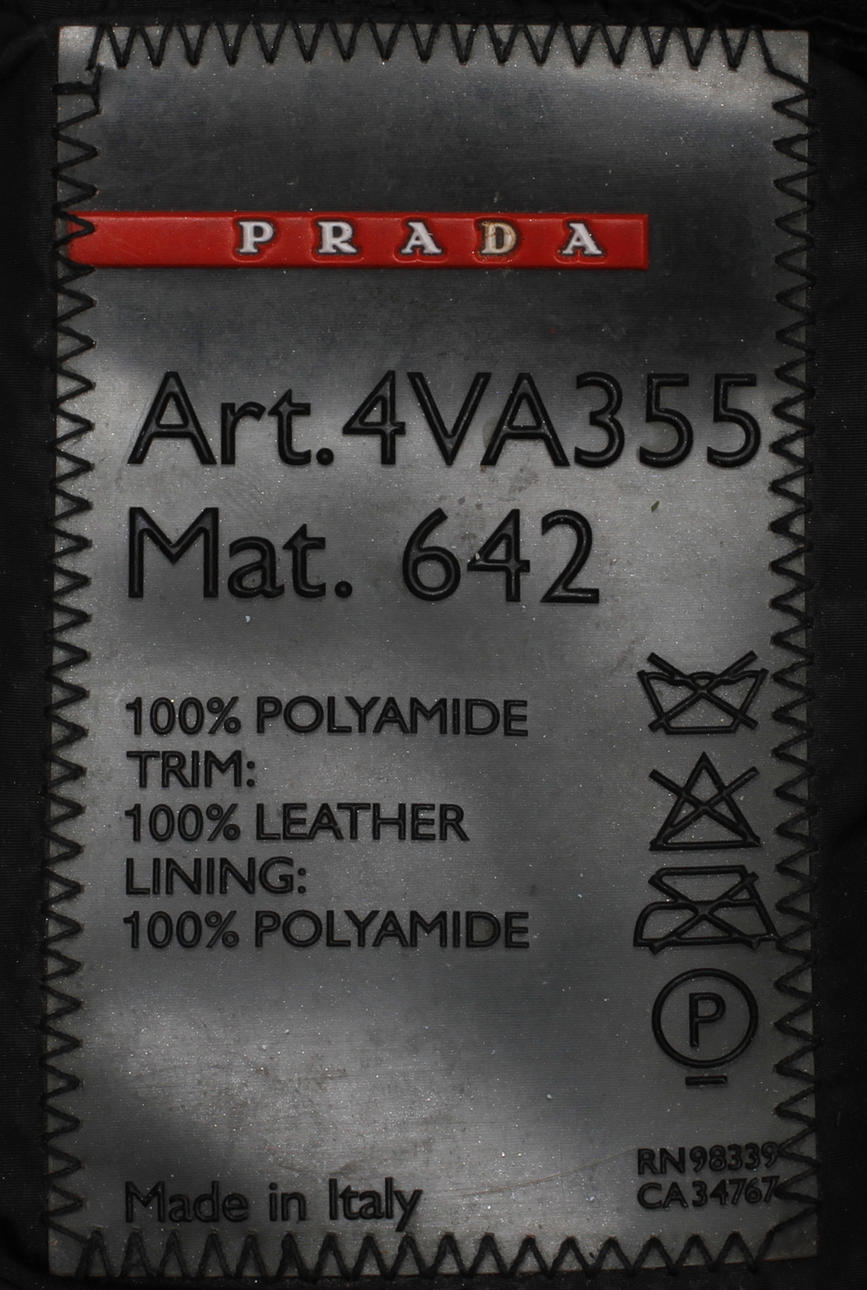 PRADA
Art.4VA355
Mat. 642
100% POLYAMIDE
TRIM:
100% LEATHER
LINING:
100% POLYAMIDE
P
Made in Italy
RN98339
CA34767